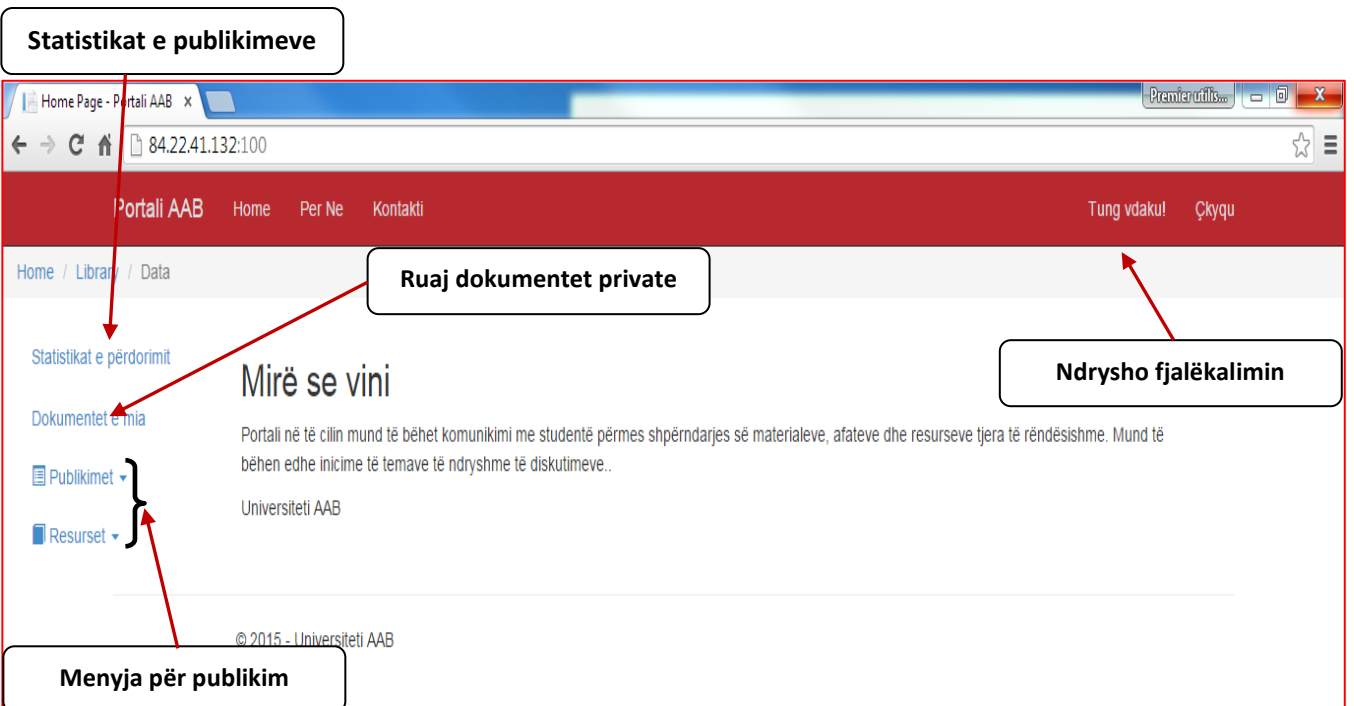 Statistikat e publikimeve
Home Page - Portali AAB
Premier utilis...
84.22.41.132:100
Portali AAB Home Per Ne Kontakti Tung vdaku! Çkyqu
Home / Library / Data
Ruaj dokumentet private
Ndrysho fjalëkalimin
Statistikat e përdorimit
Dokumentet e mia
Publikimet
Resurset
Mirë se vini
Portali në të cilin mund të bëhet komunikimi me studentë përmes shpërndarjes së materialeve, afateve dhe resurseve tjera të rëndësishme. Mund të
bëhen edhe inicime të temave të ndryshme të diskutimeve..
Universiteti AAB
© 2015 - Universiteti AAB
Menyja për publikim